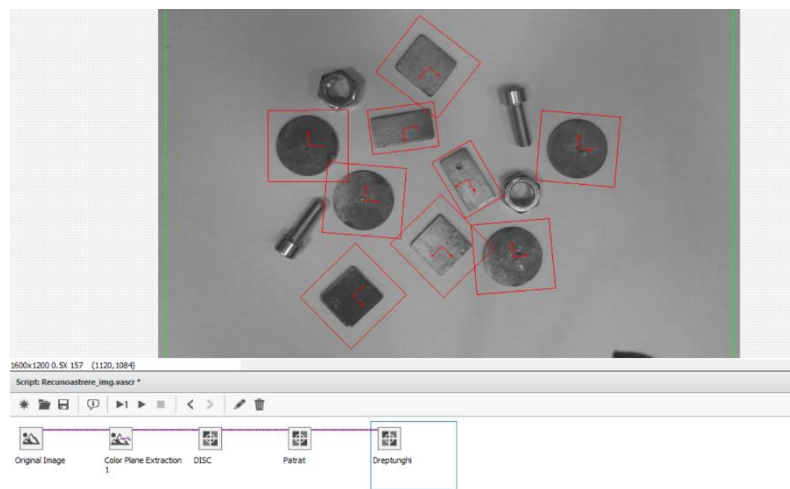 1600x1200 0.5X 157 (1120,1084)
Script: Recunoastrere_img.vascr *
Original Image
Color Plane Extraction 1
DISC
Patrat
Dreptunghi